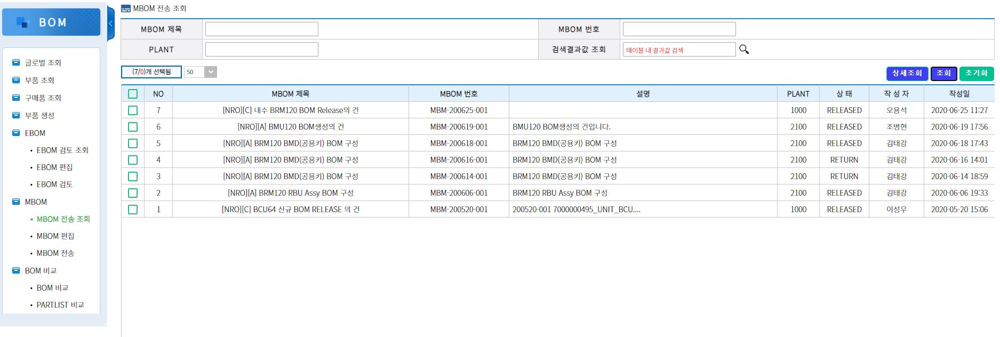 BOM
글로벌 조회
부품 조회
구매품 조회
부품 생성
EBOM
EBOM 검토 조회
EBOM 편집
EBOM 검토
MBOM
MBOM 전송 조회
MBOM 편집
MBOM 전송
BOM 비교
BOM 비교
PARTLIST 비교
MBOM 전송 조회
MBOM 제목 MBOM 번호
PLANT 검색결과값 조회 테이블 내 결과값 검색
(7/0)개 선택됨 50 상세조회 조회 초기화
NO MBOM 제목 MBOM 번호 설명 PLANT 상 태 작 성 자 작성일
7 [NRO][C] 내수 BRM120 BOM Release의 건 MBM-200625-001 1000 RELEASED 오용석 2020-06-25 11:27
6 [NRO][A] BMU120 BOM생성의 건 MBM-200619-001 BMU120 BOM생성의 건입니다. 2100 RELEASED 조병현 2020-06-19 17:56
5 [NRO][A] BRM120 BMD(공용키) BOM 구성 MBM-200618-001 BRM120 BMD(공용키) BOM 구성 2100 RELEASED 김태강 2020-06-18 17:43
4 [NRO][A] BRM120 BMD(공용키) BOM 구성 MBM-200616-001 BRM120 BMD(공용키) BOM 구성 2100 RETURN 김태강 2020-06-16 14:01
3 [NRO][A] BRM120 BMD(공용키) BOM 구성 MBM-200614-001 BRM120 BMD(공용키) BOM 구성 2100 RETURN 김태강 2020-06-14 18:59
2 [NRO][A] BRM120 RBU Assy BOM 구성 MBM-200606-001 BRM120 RBU Assy BOM 구성 2100 RELEASED 김태강 2020-06-06 19:33
1 [NRO][C] BCU64 신규 BOM RELEASE 의 건 MBM-200520-001 200520-001 7000000495_UNIT_BCU.... 1000 RELEASED 이성우 2020-05-20 15:06